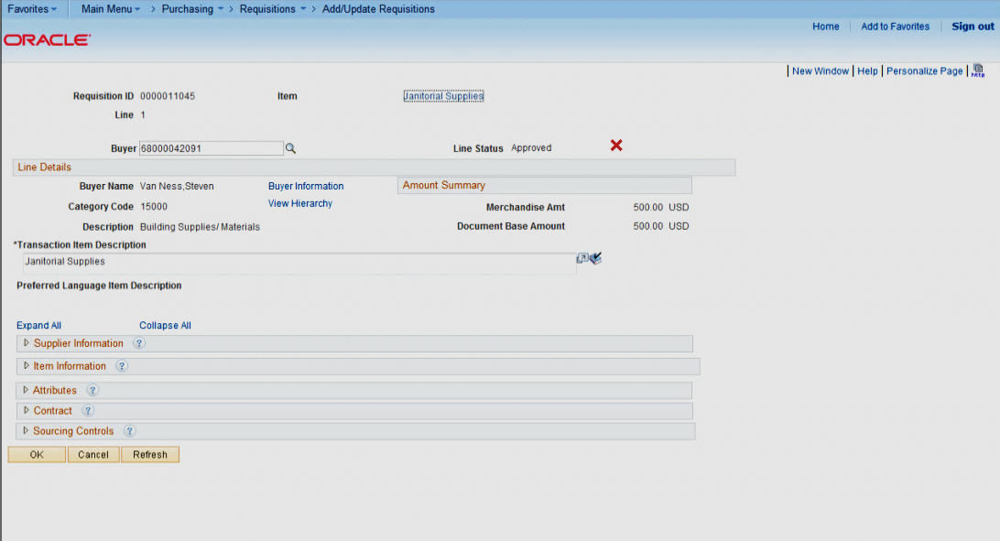 Favorites Main Menu > Purchasing > Requisitions > Add/Update Requisitions
Home Add to Favorites Sign out
ORACLE
New Window Help Personalize Page http
Requisition ID 0000011045 Item Janitorial Supplies
Line 1
Buyer 68000042091 Line Status Approved
Line Details
Buyer Name Van Ness,Steven Buyer Information Amount Summary
Category Code 15000 View Hierarchy Merchandise Amt 500.00 USD
Description Building Supplies/Materials Document Base Amount 500.00 USD
*Transaction Item Description
Janitorial Supplies
Preferred Language Item Description
Expand All Collapse All
Supplier Information ?
Item Information ?
Attributes ?
Contract ?
Sourcing Controls ?
OK Cancel Refresh